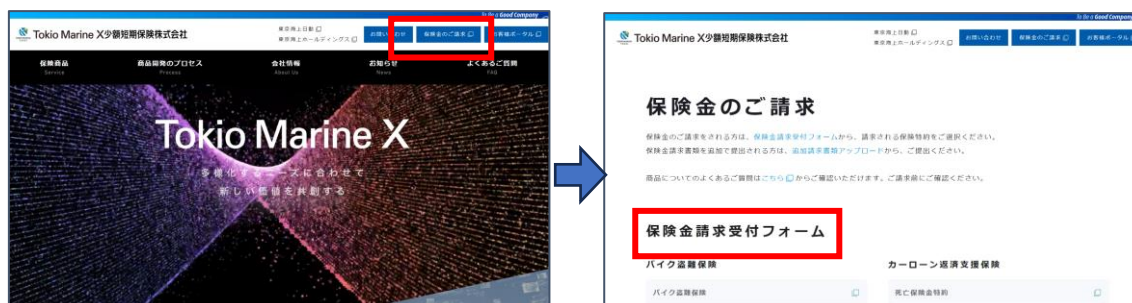 To Be a Good Company
Tokio Marine X少額短期保険株式会社
東京海上日動
東京海上ホールディングス
お問い合わせ
保険金のご請求
お客様ポータル
保険商品
Service
商品開発のプロセス
Process
会社情報
About Us
お知らせ
News
よくあるご質問
FAQ
Tokio Marine X
多様化するニーズに合わせて
新しい価値を共創する
To Be a Good Company
Tokio Marine X少額短期保険株式会社
東京海上日動
東京海上ホールディングス
お問い合わせ
保険金のご請求
お客様ポータル
保険金のご請求
保険金のご請求をされる方は、保険金請求受付フォームから、請求される保険特約をご選択ください。
保険金請求書類を追加で提出される方は、追加請求書類アップロードから、ご提出ください。
商品についてのよくあるご質問はこちらからご確認いただけます。ご請求前にご確認ください。
保険金請求受付フォーム
バイク盗難保険
カーローン返済支援保険
バイク盗難保険
死亡保険金特約